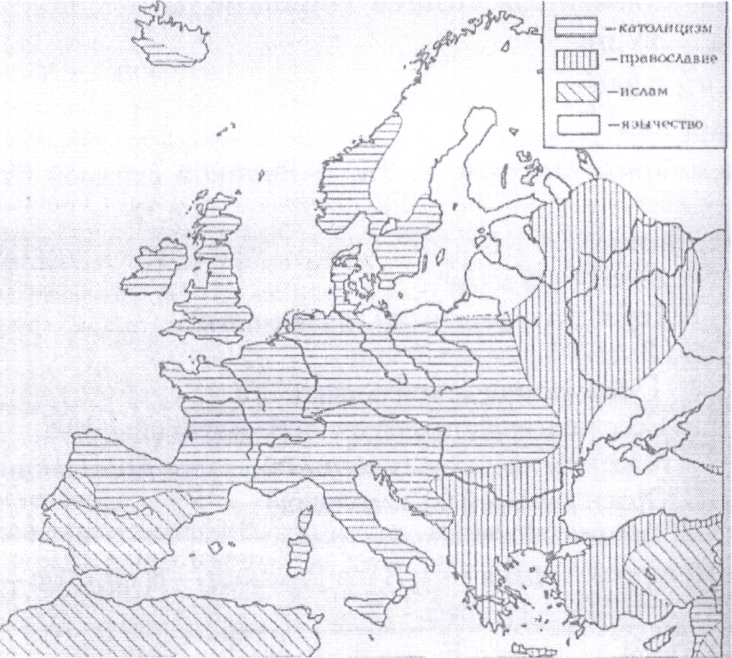 —католицизм
—православие
—ислам
—язычество